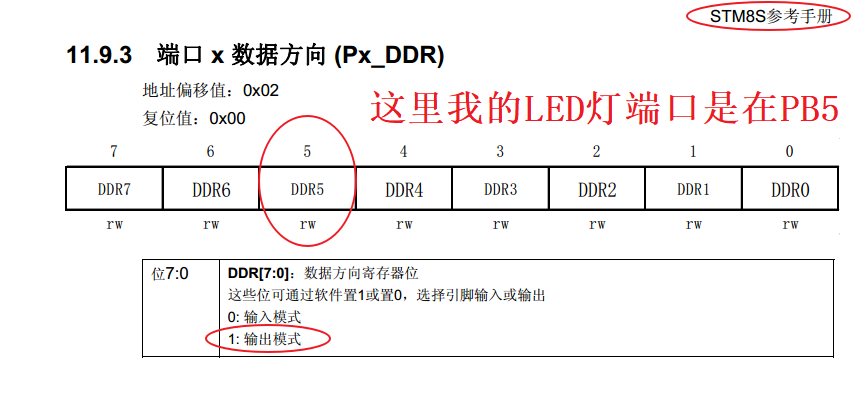 STM8S参考手册
11.9.3 端口 x 数据方向 (Px_DDR)
地址偏移值：0x02
复位值：0x00
这里我的LED灯端口是在PB5
7 6 5 4 3 2 1 0
DDR7 DDR6 DDR5 DDR4 DDR3 DDR2 DDR1 DDR0
rw rw rw rw rw rw rw rw
位7:0 DDR[7:0]：数据方向寄存器位
这些位可通过软件置1或置0，选择引脚输入或输出
0: 输入模式
1: 输出模式